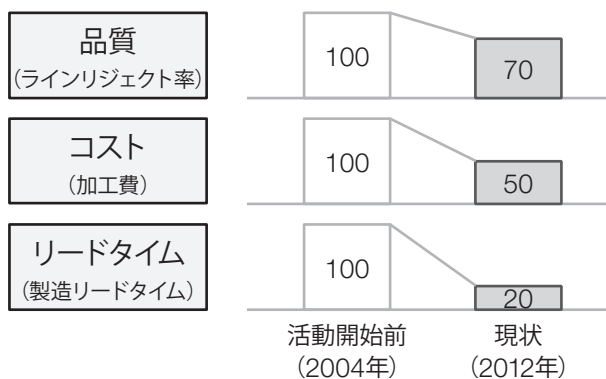 品質
(ラインリジェクト率)
100
70
コスト
(加工費)
100
50
リードタイム
(製造リードタイム)
100
20
活動開始前
(2004年)
現状
(2012年)